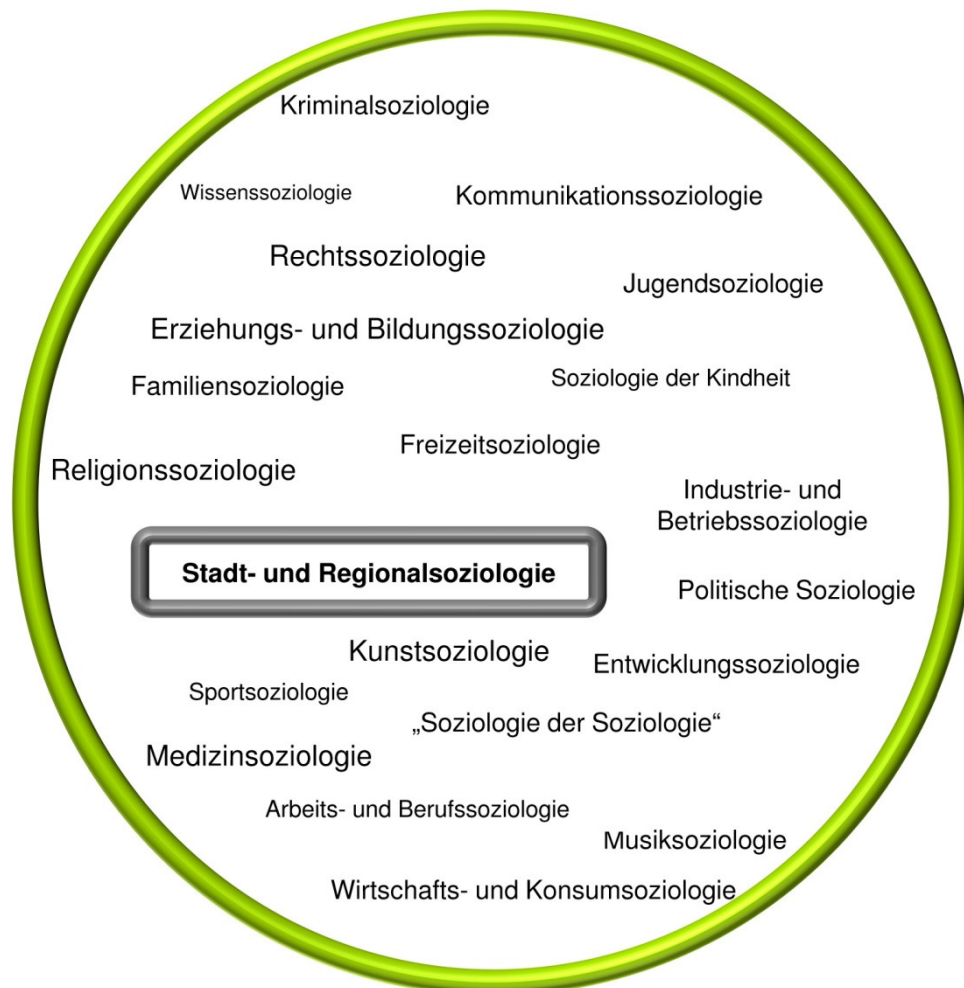 Kriminalsoziologie
Wissenssoziologie
Kommunikationssoziologie
Rechtssoziologie
Jugendsoziologie
Erziehungs- und Bildungssoziologie
Familiensoziologie
Soziologie der Kindheit
Freizeitsoziologie
Religionssoziologie
Industrie- und
Betriebssoziologie
Stadt- und Regionalsoziologie
Politische Soziologie
Kunstsoziologie
Entwicklungssoziologie
Sportsoziologie
„Soziologie der Soziologie“
Medizinsoziologie
Arbeits- und Berufssoziologie
Musiksoziologie
Wirtschafts- und Konsumsoziologie